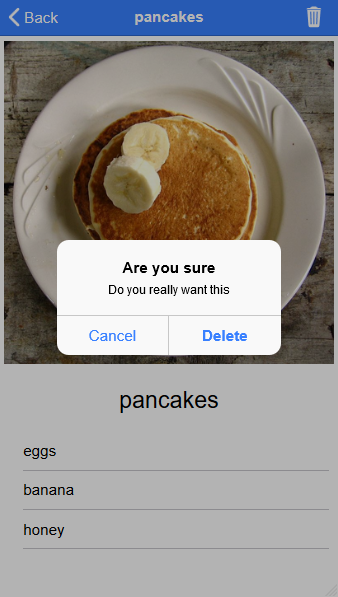 Back
pancakes
Are you sure
Do you really want this
Cancel
Delete
pancakes
eggs
banana
honey